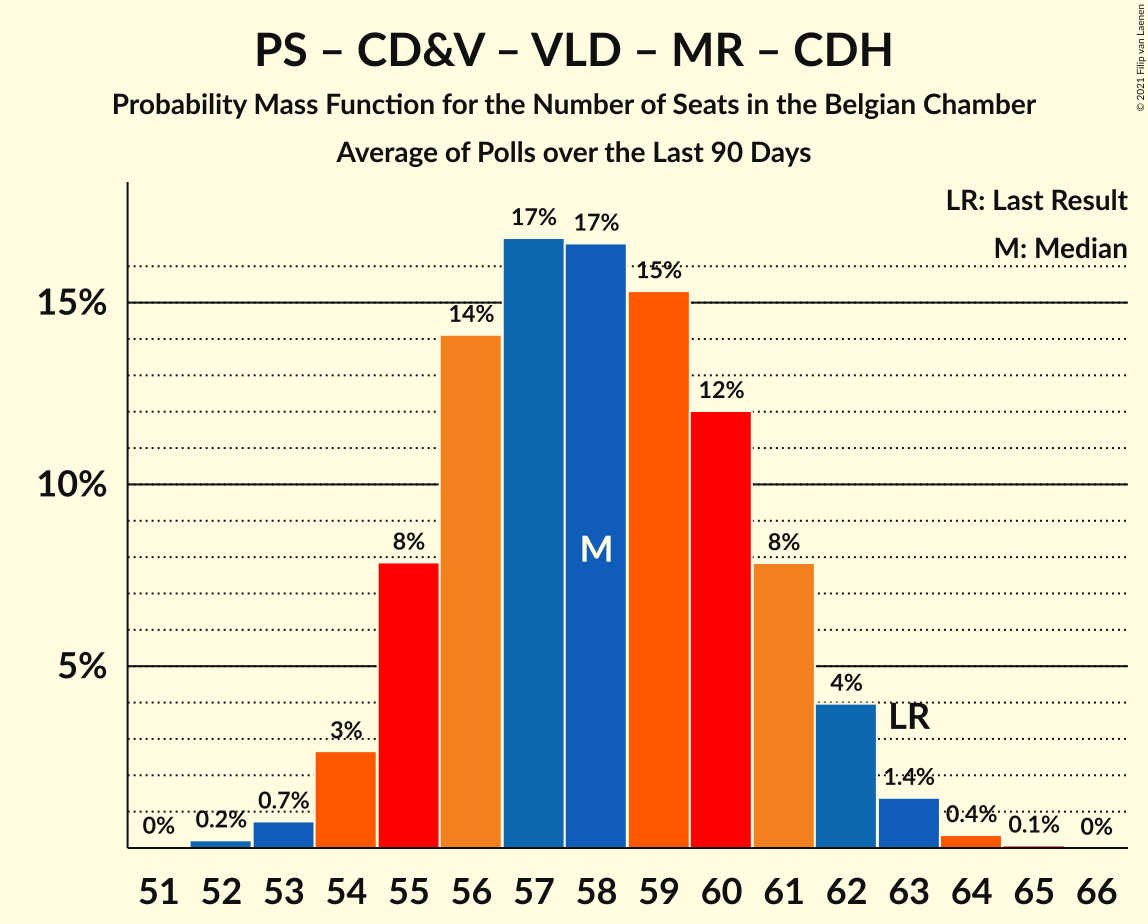 PS – CD&V – VLD – MR – CDH
Probability Mass Function for the Number of Seats in the Belgian Chamber
Average of Polls over the Last 90 Days
© 2021 Filip van Laenen
LR: Last Result
M: Median
15%
10%
5%
0%
0.2%
0.7%
3%
8%
14%
17%
17%
15%
12%
8%
4%
1.4%
0.4%
0.1%
0%
M
LR
51 52 53 54 55 56 57 58 59 60 61 62 63 64 65 66